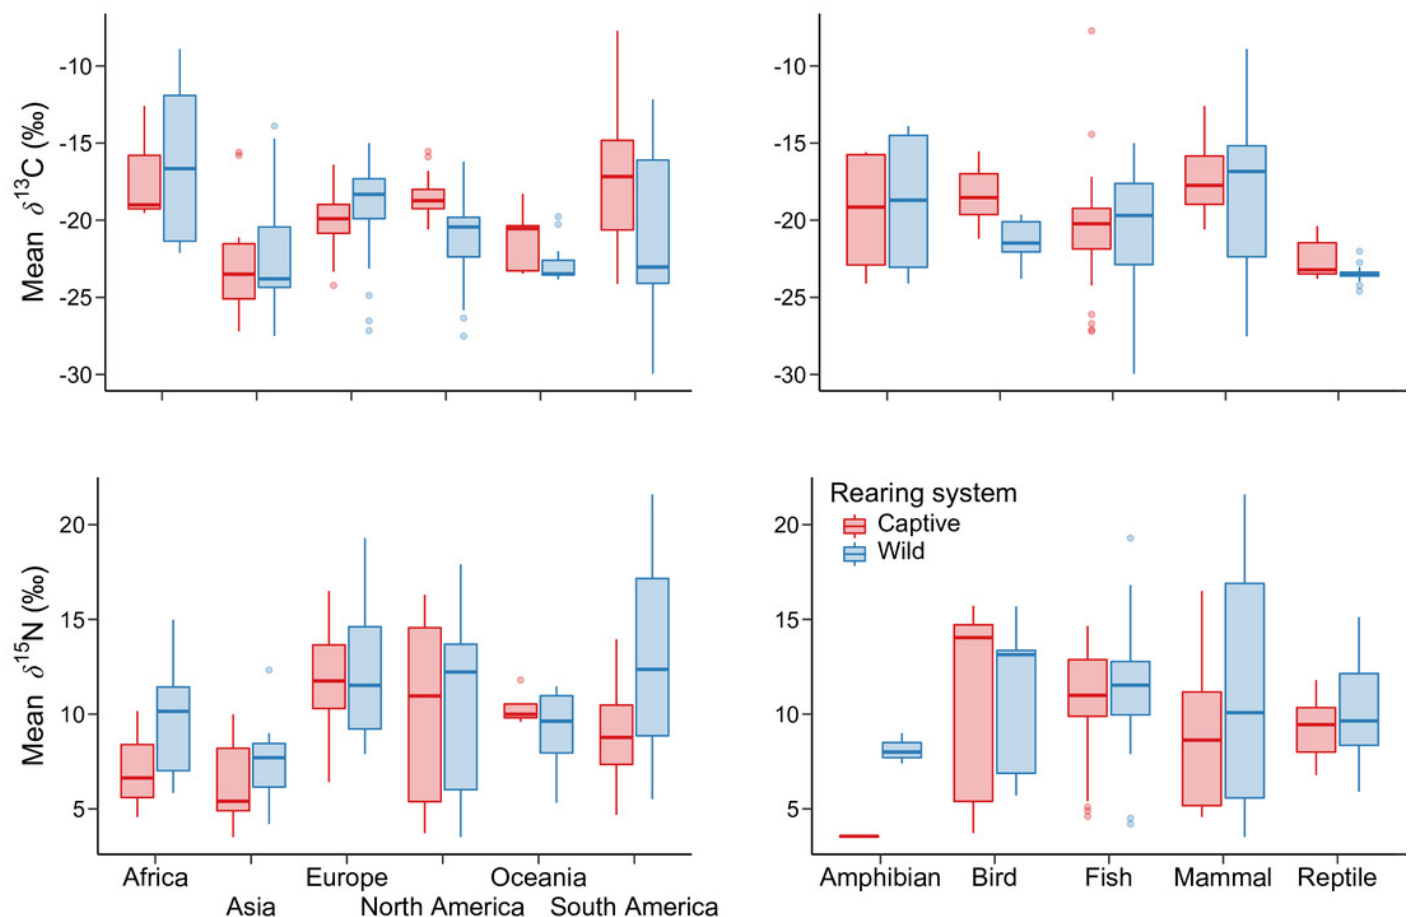 Mean δ¹³C (‰)
-10
-15
-20
-25
-30
-10
-15
-20
-25
-30
Mean δ¹⁵N (‰)
20
15
10
5
Africa
Asia
Europe
North America
Oceania
South America
20
15
10
5
Rearing system
Captive
Wild
Amphibian
Bird
Fish
Mammal
Reptile